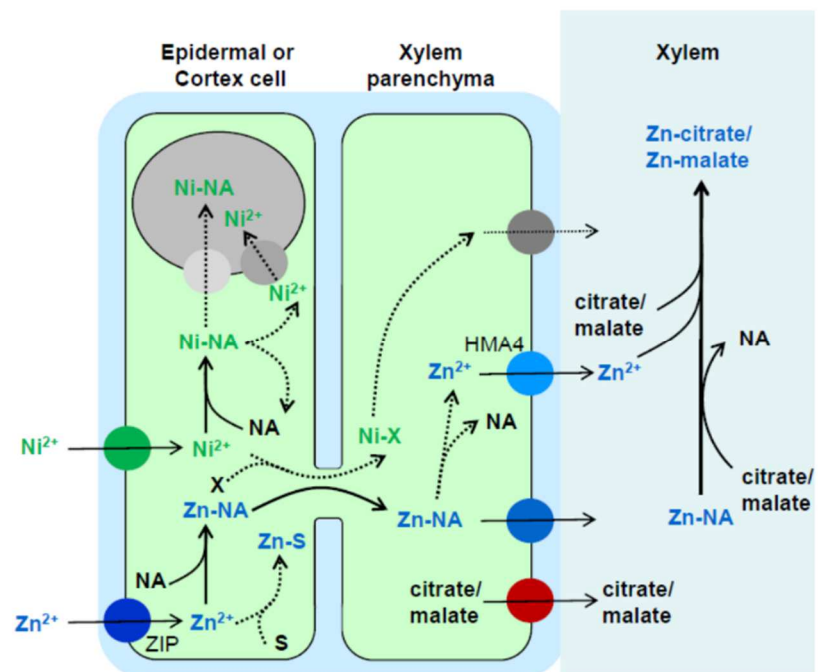 Epidermal or
Cortex cell
Xylem
parenchyma
Xylem
Zn-citrate/
Zn-malate
Ni-NA
Ni²⁺
Ni²⁺
citrate/
malate
Ni-NA
HMA4
NA
Zn²⁺
Zn²⁺
NA
NA
Ni-X
Ni²⁺
Ni²⁺
citrate/
malate
X
Zn-NA
Zn-NA
Zn-NA
Zn-S
NA
citrate/
malate
citrate/
malate
Zn²⁺
Zn²⁺
ZIP
S